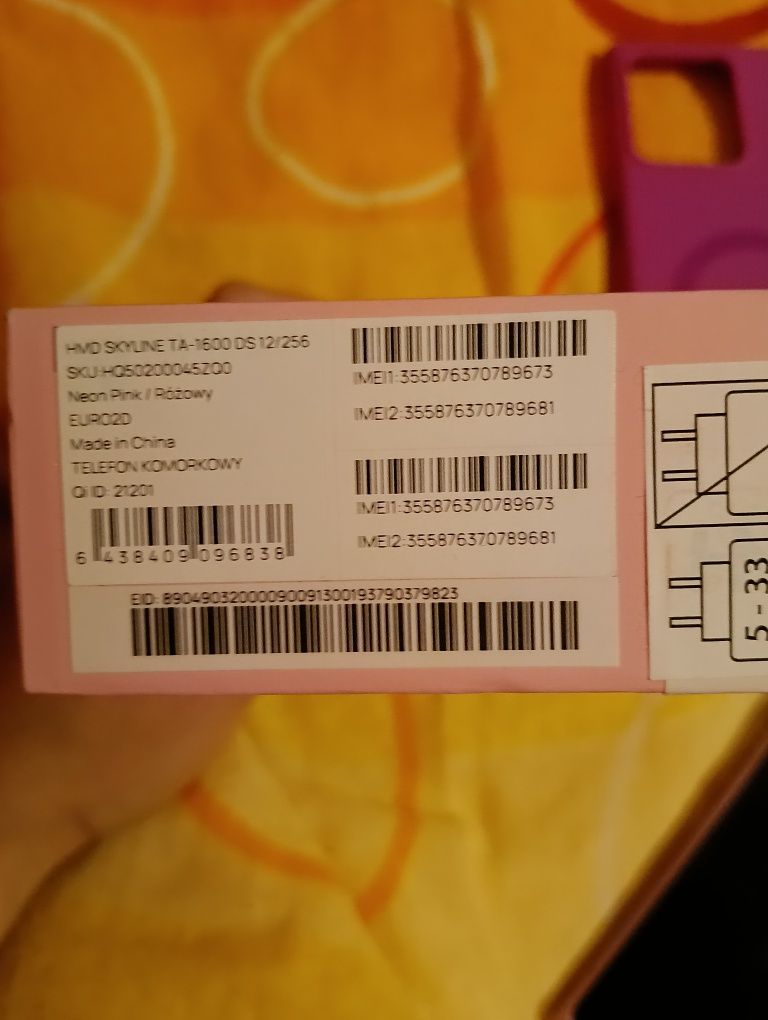 HMD SKYLINE TA-1600 DS 12/256
SKU:HQ50200045ZQ0
Neon Pink / Różowy
EURO2D
Made in China
TELEFON KOMORKOWY
Qi ID: 21201
6 438409 096838
IMEI1:355876370789673
IMEI2:355876370789681
IMEI1:355876370789673
IMEI2:355876370789681
EID: 89049032000090091300193790379823
5 - 33